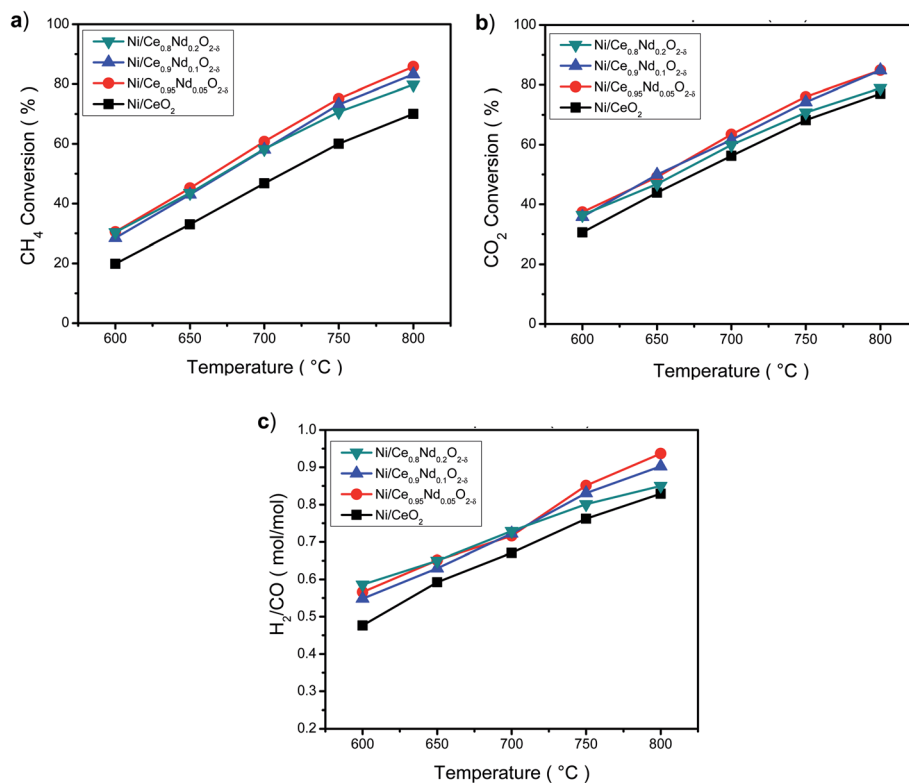 a)
Ni/Ce₀.₈Nd₀.₂O₂₋δ
Ni/Ce₀.₉Nd₀.₁O₂₋δ
Ni/Ce₀.₉₅Nd₀.₀₅O₂₋δ
Ni/CeO₂
100
80
60
40
20
0
CH₄ Conversion ( % )
600 650 700 750 800
Temperature ( °C )
b)
Ni/Ce₀.₈Nd₀.₂O₂₋δ
Ni/Ce₀.₉Nd₀.₁O₂₋δ
Ni/Ce₀.₉₅Nd₀.₀₅O₂₋δ
Ni/CeO₂
100
80
60
40
20
0
CO₂ Conversion ( % )
600 650 700 750 800
Temperature ( °C )
c)
Ni/Ce₀.₈Nd₀.₂O₂₋δ
Ni/Ce₀.₉Nd₀.₁O₂₋δ
Ni/Ce₀.₉₅Nd₀.₀₅O₂₋δ
Ni/CeO₂
1.0
0.9
0.8
0.7
0.6
0.5
0.4
0.3
0.2
H₂/CO ( mol/mol)
600 650 700 750 800
Temperature ( °C )